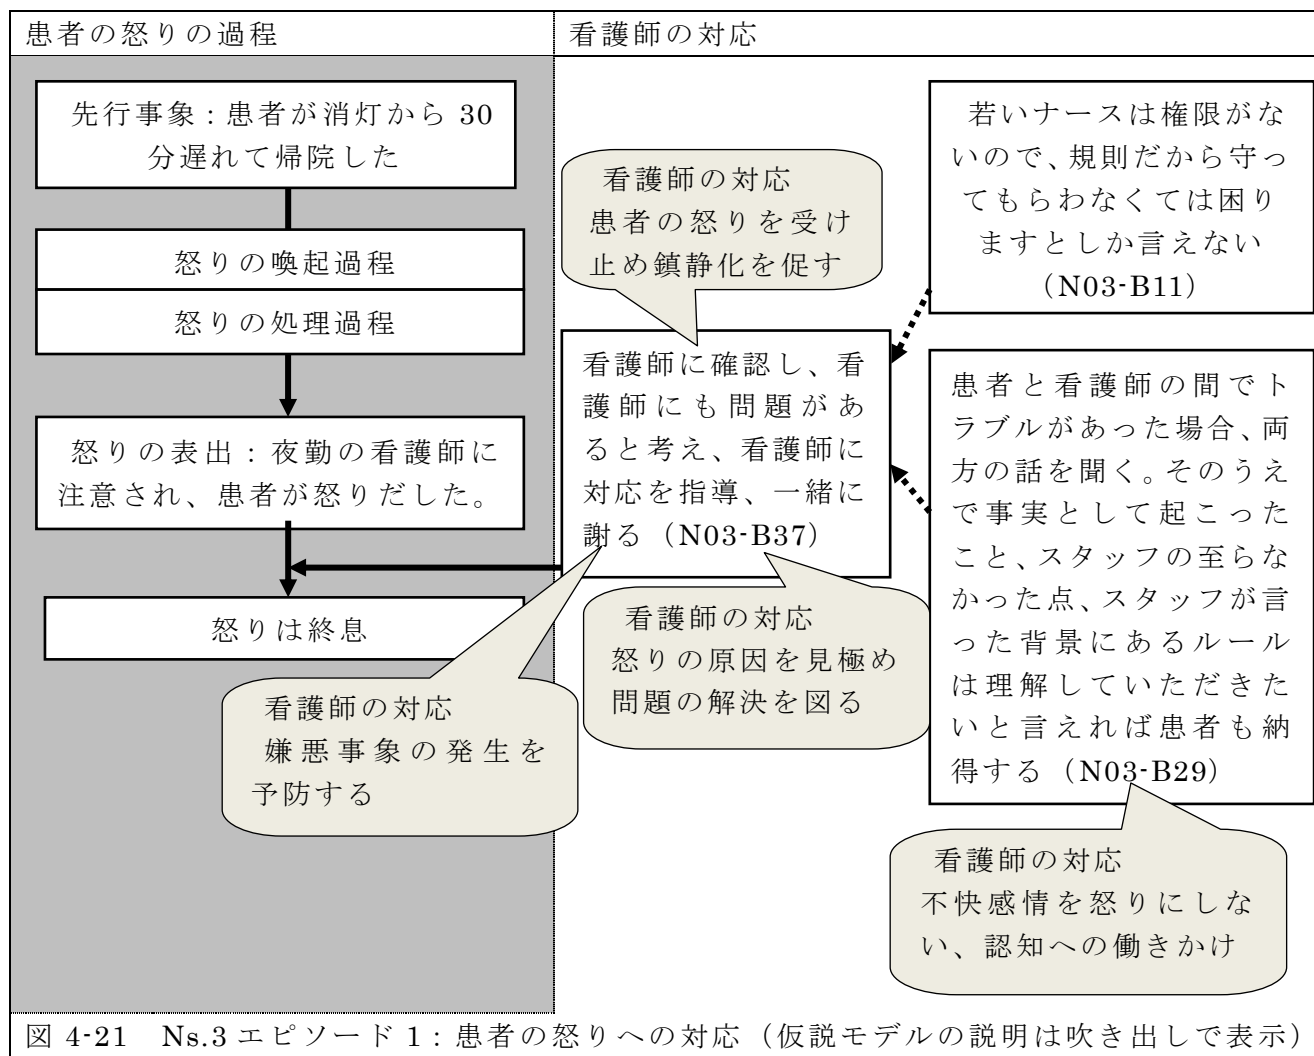 患者の怒りの過程
看護師の対応
先行事象：患者が消灯から 30
分遅れて帰院した
怒りの喚起過程
怒りの処理過程
怒りの表出：夜勤の看護師に
注意され、患者が怒りだした。
怒りは終息
看護師の対応
患者の怒りを受け
止め鎮静化を促す
看護師に確認し、看
護師にも問題があ
ると考え、看護師に
対応を指導、一緒に
謝る（N03-B37）
看護師の対応
怒りの原因を見極め
問題の解決を図る
看護師の対応
嫌悪事象の発生を
予防する
若いナースは権限がな
いので、規則だから守っ
てもらわなくては困り
ますとしか言えない
（N03-B11）
患者と看護師の間でト
ラブルがあった場合、両
方の話を聞く。そのうえ
で事実として起こった
こと、スタッフの至らな
かった点、スタッフが言
った背景にあるルール
は理解していただきた
いと言えれば患者も納
得する（N03-B29）
看護師の対応
不快感情を怒りにしな
い、認知への働きかけ
図 4-21　Ns.3 エピソード 1：患者の怒りへの対応（仮説モデルの説明は吹き出しで表示）